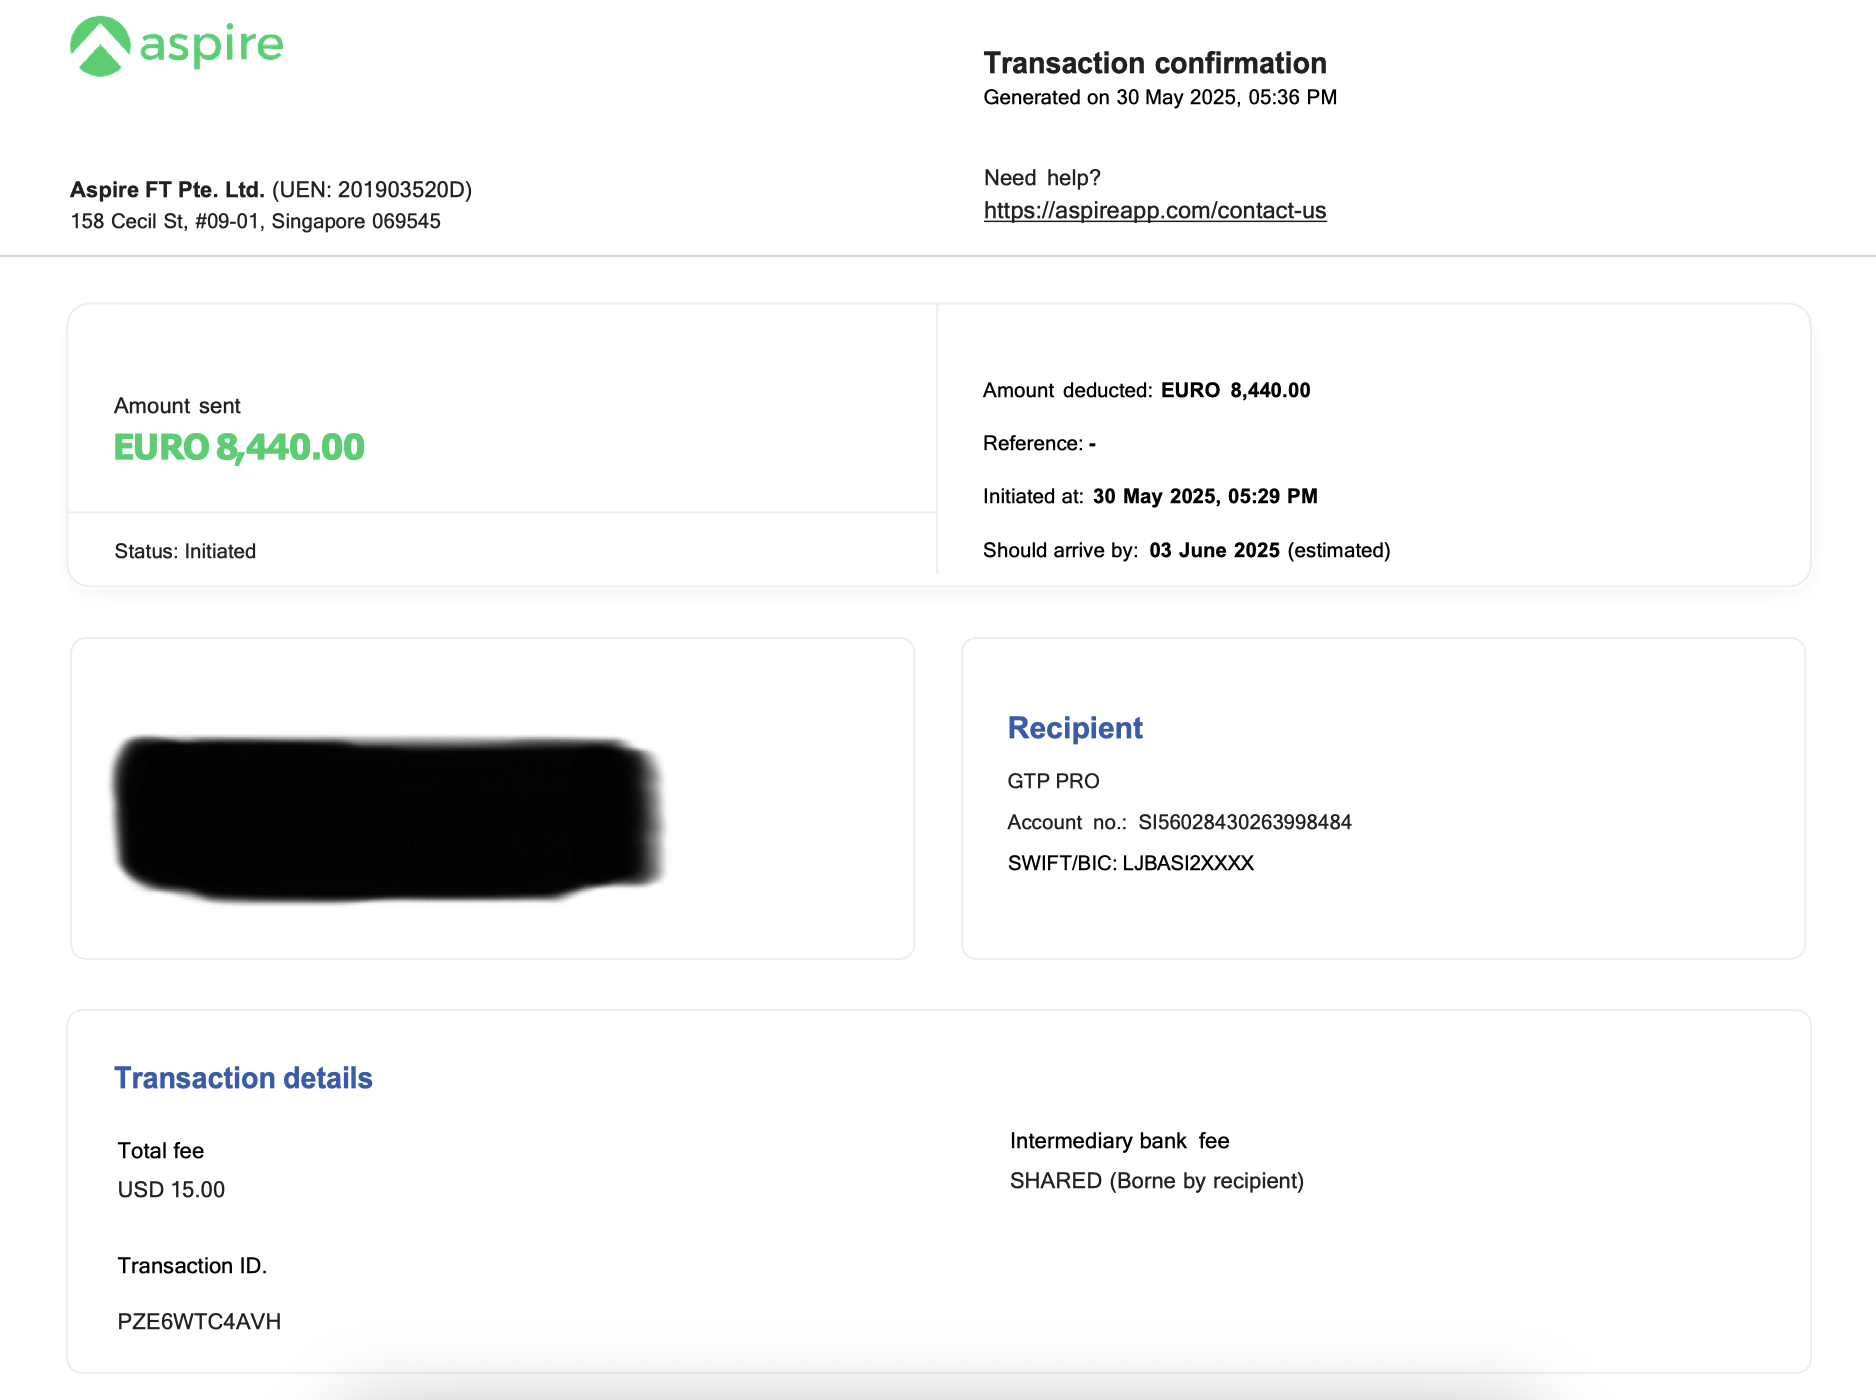 aspire
Transaction confirmation
Generated on 30 May 2025, 05:36 PM
Need help?
https://aspireapp.com/contact-us
Aspire FT Pte. Ltd. (UEN: 201903520D)
158 Cecil St, #09-01, Singapore 069545
Amount sent
EURO 8,440.00
Status: Initiated
Amount deducted: EURO 8,440.00
Reference: -
Initiated at: 30 May 2025, 05:29 PM
Should arrive by: 03 June 2025 (estimated)
Recipient
GTP PRO
Account no.: SI56028430263998484
SWIFT/BIC: LJBASI2XXXX
Transaction details
Total fee
USD 15.00
Intermediary bank fee
SHARED (Borne by recipient)
Transaction ID.
PZE6WTC4AVH